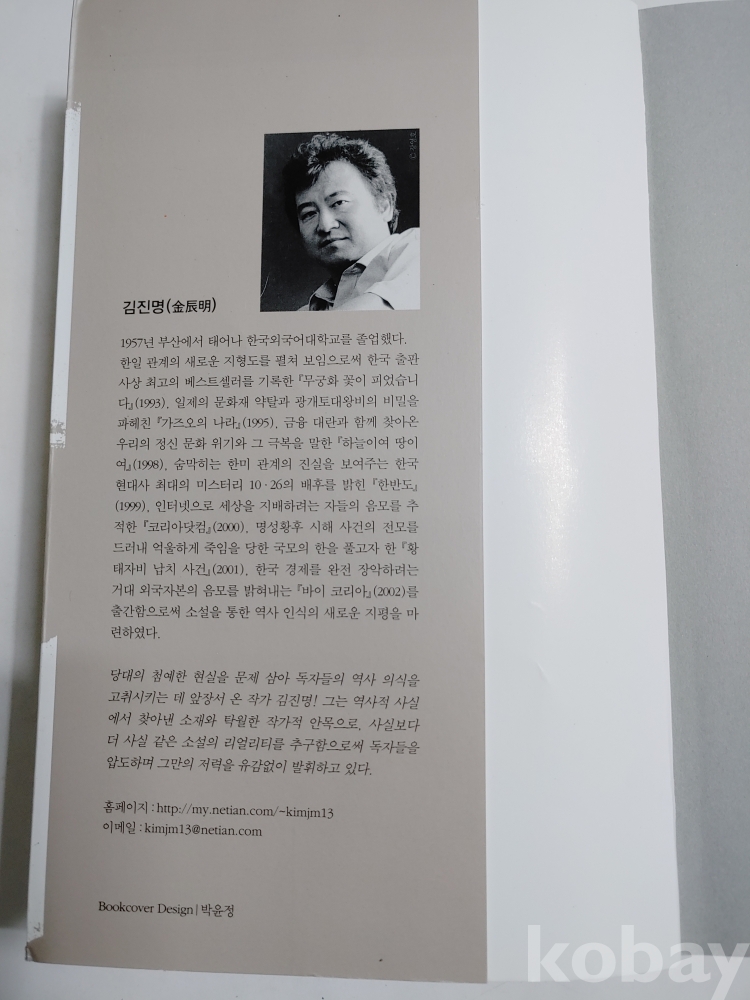 김진명(金辰明)
1957년 부산에서 태어나 한국외국어대학교를 졸업했다.
한일 관계의 새로운 지형도를 펼쳐 보임으로써 한국 출판
사상 최고의 베스트셀러를 기록한 『무궁화 꽃이 피었습니
다』(1993), 일제의 문화재 약탈과 광개토대왕비의 비밀을
파헤친 『가즈오의 나라』(1995), 금융 대란과 함께 찾아온
우리의 정신 문화 위기와 그 극복을 말한 『하늘이여 땅이
여』(1998), 숨막히는 한미 관계의 진실을 보여주는 한국
현대사 최대의 미스터리 10·26의 배후를 밝힌 『한반도』
(1999), 인터넷으로 세상을 지배하려는 자들의 음모를 추
적한 『코리아닷컴』(2000), 명성황후 시해 사건의 전모를
드러내 억울하게 죽임을 당한 국모의 한을 풀고자 한 『황
태자비 납치 사건』(2001), 한국 경제를 완전 장악하려는
거대 외국자본의 음모를 밝혀내는 『바이 코리아』(2002)를
출간함으로써 소설을 통한 역사 인식의 새로운 지평을 마
련하였다.
당대의 첨예한 현실을 문제 삼아 독자들의 역사 의식을
고취시키는 데 앞장서 온 작가 김진명! 그는 역사적 사실
에서 찾아낸 소재와 탁월한 작가적 안목으로, 사실보다
더 사실 같은 소설의 리얼리티를 추구함으로써 독자들을
압도하며 그만의 저력을 유감없이 발휘하고 있다.
홈페이지 : http://my.netian.com/~kimjm13
이메일 : kimjm13@netian.com
Bookcover Design | 박윤정
kobay